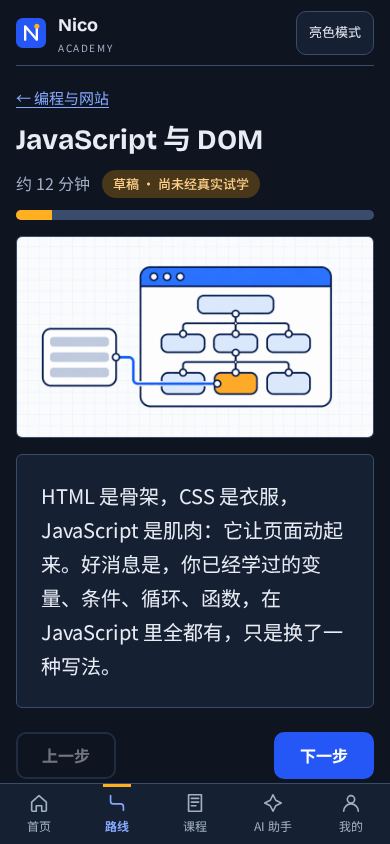 Nico
ACADEMY
亮色模式
← 编程与网站
JavaScript 与 DOM
约 12 分钟
草稿 · 尚未经真实试学
HTML 是骨架，CSS 是衣服，
JavaScript 是肌肉：它让页面动起
来。好消息是，你已经学过的变
量、条件、循环、函数，在
JavaScript 里全都有，只是换了一
种写法。
上一步
下一步
首页
路线
课程
AI 助手
我的